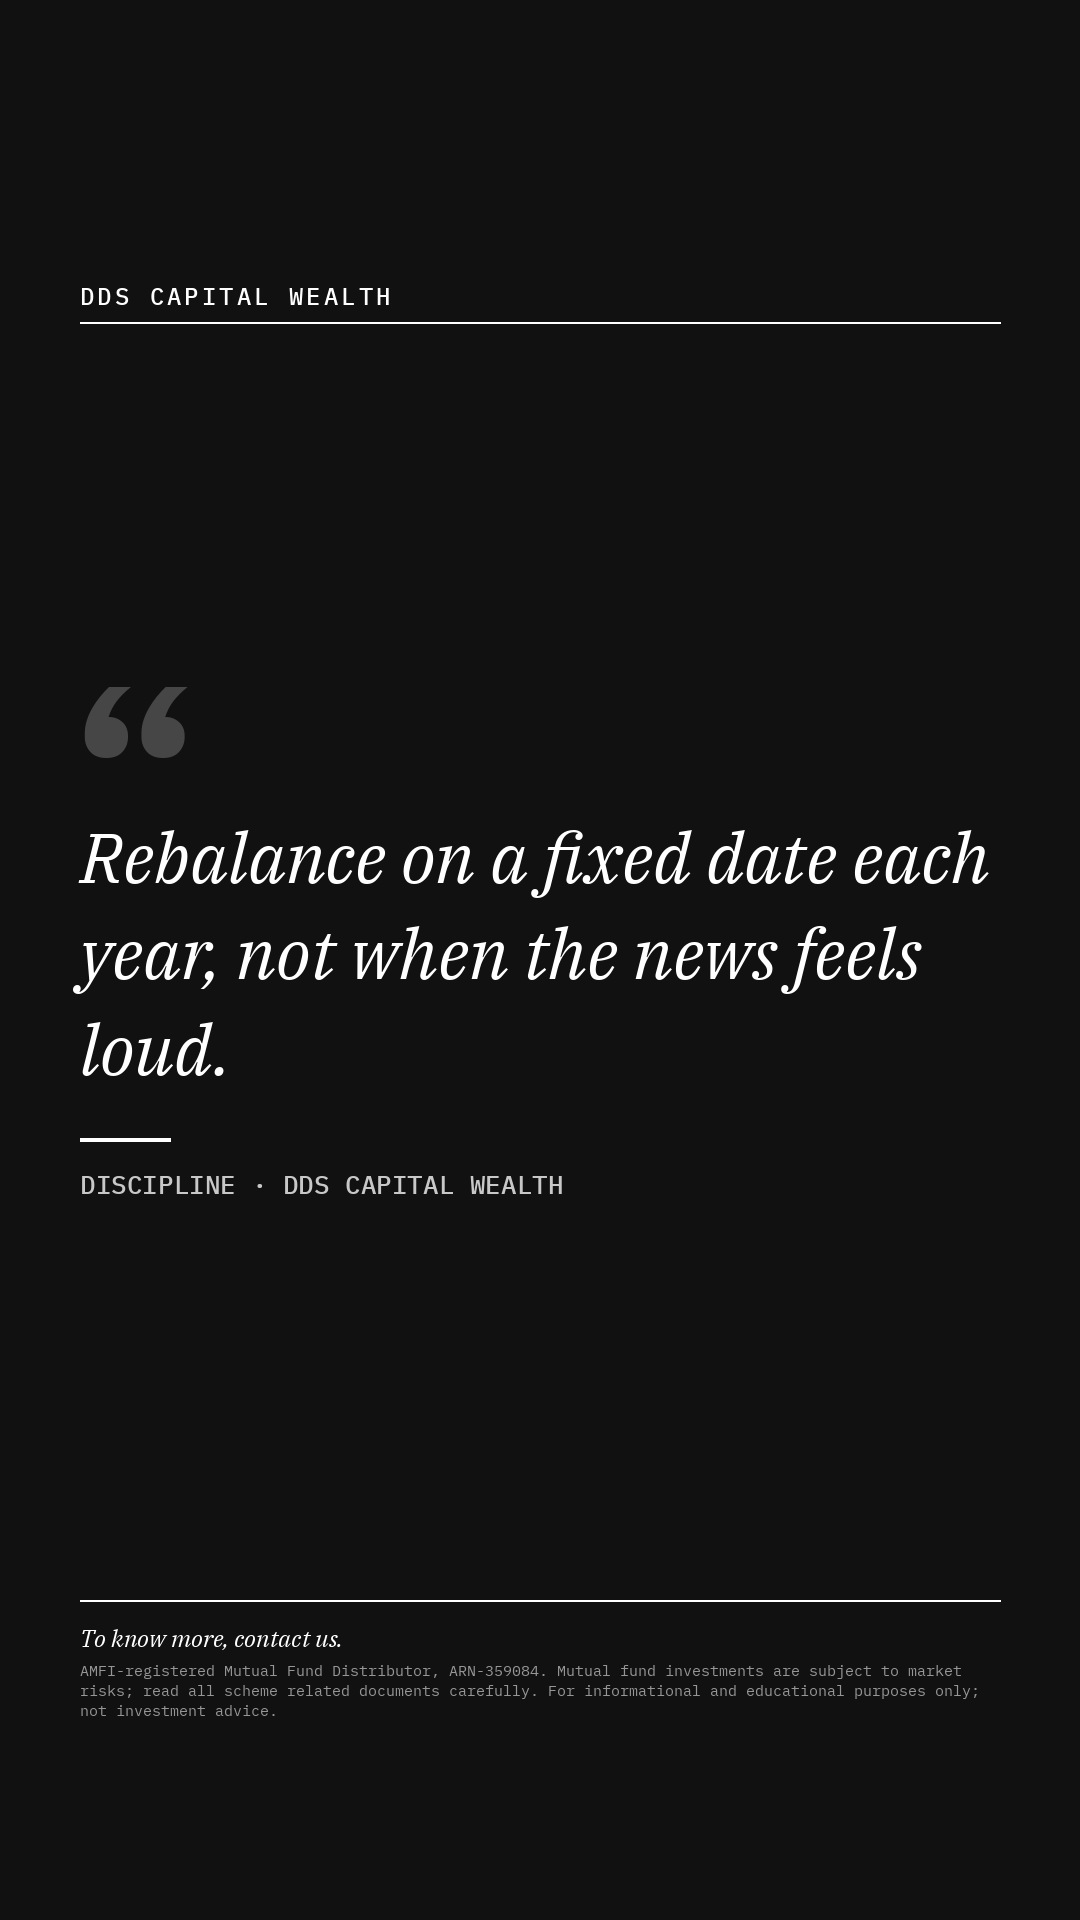 DDS CAPITAL WEALTH
“
Rebalance on a fixed date each
year, not when the news feels
loud.
DISCIPLINE · DDS CAPITAL WEALTH
To know more, contact us.
AMFI-registered Mutual Fund Distributor, ARN-359084. Mutual fund investments are subject to market
risks; read all scheme related documents carefully. For informational and educational purposes only;
not investment advice.